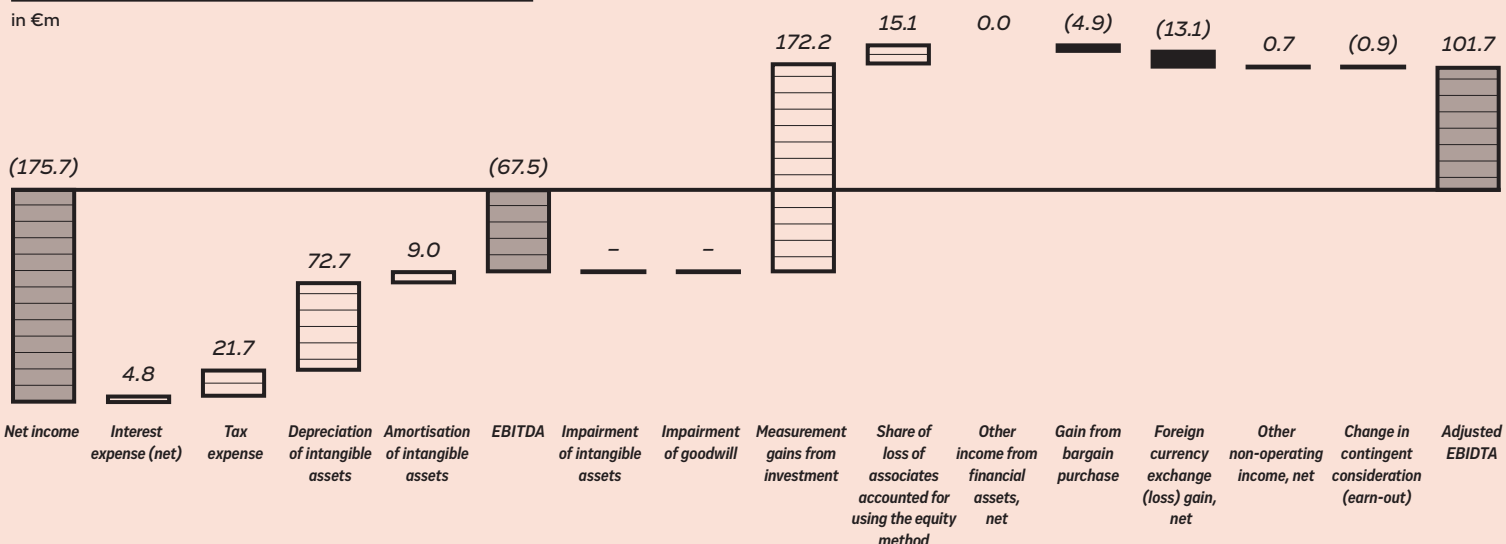 in €m
(175.7)
4.8
21.7
72.7
9.0
(67.5)
–
–
172.2
15.1
0.0
(4.9)
(13.1)
0.7
(0.9)
101.7
Net income
Interest
expense (net)
Tax
expense
Depreciation
of intangible
assets
Amortisation
of intangible
assets
EBITDA
Impairment
of intangible
assets
Impairment
of goodwill
Measurement
gains from
investment
Share of
loss of
associates
accounted for
using the equity
method
Other
income from
financial
assets,
net
Gain from
bargain
purchase
Foreign
currency
exchange
(loss) gain,
net
Other
non-operating
income, net
Change in
contingent
consideration
(earn-out)
Adjusted
EBIDTA